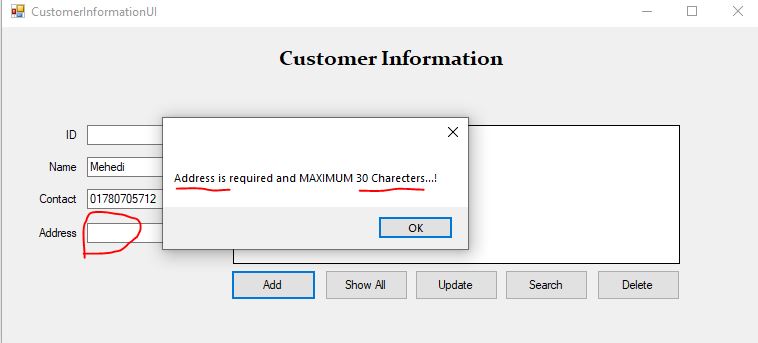 CustomerInformationUI
Customer Information
ID
Name Mehedi
Contact 01780705712
Address
Address is required and MAXIMUM 30 Charecters...!
OK
Add Show All Update Search Delete